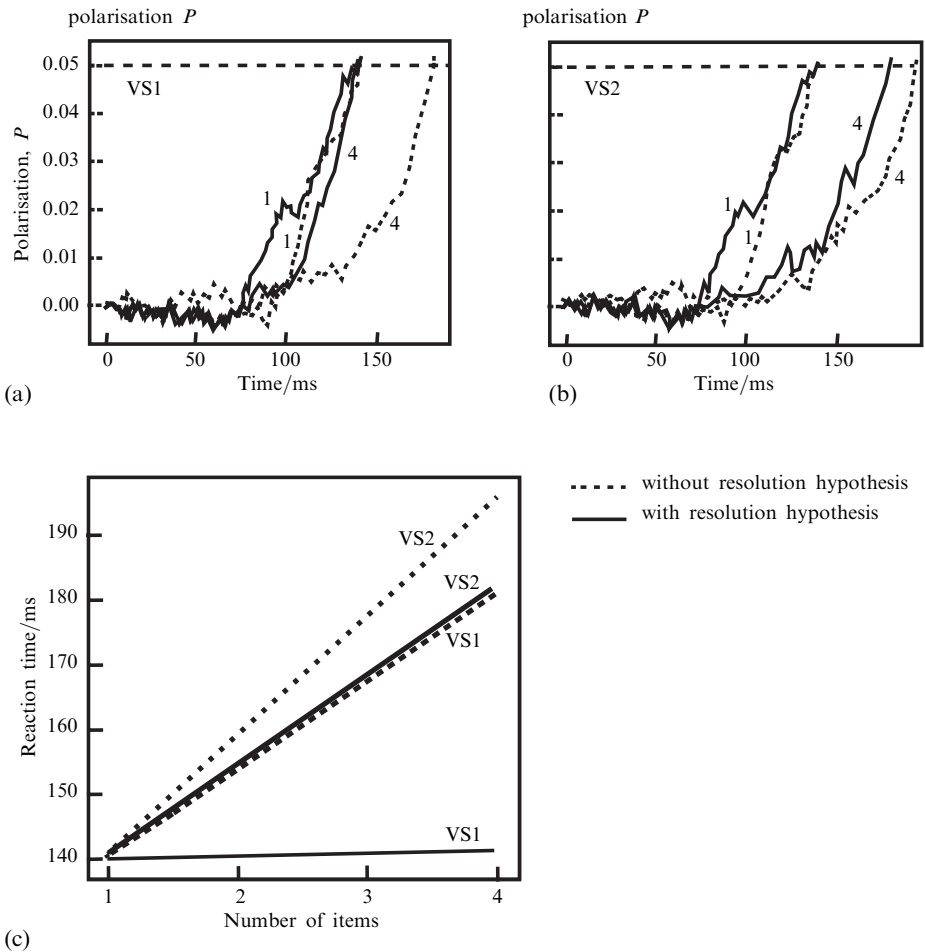 polarisation P
polarisation P
Polarisation, P
0.05
0.04
0.03
0.02
0.01
0.00
VS1
1
1
4
4
0
50
100
150
Time/ms
(a)
VS2
1
1
4
4
0
50
100
150
Time/ms
(b)
without resolution hypothesis
with resolution hypothesis
Reaction time/ms
190
180
170
160
150
140
VS2
VS2
VS1
VS1
1
2
3
4
Number of items
(c)